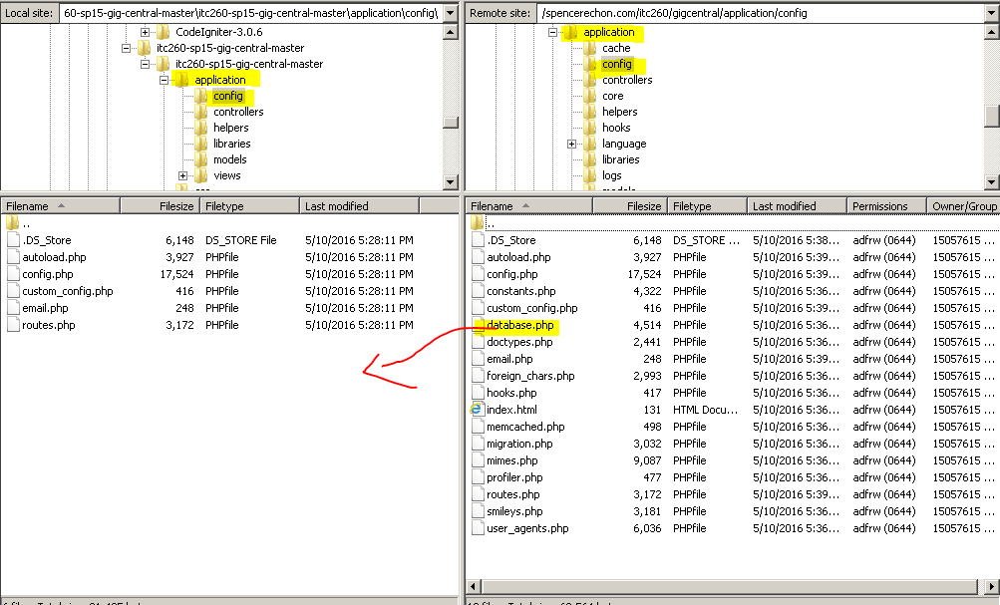 Local site: 60-sp15-gig-central-master\itc260-sp15-gig-central-master\application\config\
CodeIgniter-3.0.6
itc260-sp15-gig-central-master
itc260-sp15-gig-central-master
application
config
controllers
helpers
libraries
models
views
Filename Filesize Filetype Last modified
..
.DS_Store 6,148 DS_STORE File 5/10/2016 5:28:11 PM
autoload.php 3,927 PHPfile 5/10/2016 5:28:11 PM
config.php 17,524 PHPfile 5/10/2016 5:28:11 PM
custom_config.php 416 PHPfile 5/10/2016 5:28:11 PM
email.php 248 PHPfile 5/10/2016 5:28:11 PM
routes.php 3,172 PHPfile 5/10/2016 5:28:11 PM
Remote site: /spencerechon.com/itc260/gigcentral/application/config
application
cache
config
controllers
core
helpers
hooks
language
libraries
logs
models
Filename Filesize Filetype Last modified Permissions Owner/Group
..
.DS_Store 6,148 DS_STORE ... 5/10/2016 5:38... adfrw (0644) 15057615 ...
autoload.php 3,927 PHPfile 5/10/2016 5:39... adfrw (0644) 15057615 ...
config.php 17,524 PHPfile 5/10/2016 5:39... adfrw (0644) 15057615 ...
constants.php 4,322 PHPfile 5/10/2016 5:36... adfrw (0644) 15057615 ...
custom_config.php 416 PHPfile 5/10/2016 5:39... adfrw (0644) 15057615 ...
database.php 4,514 PHPfile 5/10/2016 5:36... adfrw (0644) 15057615 ...
doctypes.php 2,441 PHPfile 5/10/2016 5:36... adfrw (0644) 15057615 ...
email.php 248 PHPfile 5/10/2016 5:39... adfrw (0644) 15057615 ...
foreign_chars.php 2,993 PHPfile 5/10/2016 5:36... adfrw (0644) 15057615 ...
hooks.php 417 PHPfile 5/10/2016 5:36... adfrw (0644) 15057615 ...
index.html 131 HTML Docu... 5/10/2016 5:36... adfrw (0644) 15057615 ...
memcached.php 498 PHPfile 5/10/2016 5:36... adfrw (0644) 15057615 ...
migration.php 3,032 PHPfile 5/10/2016 5:36... adfrw (0644) 15057615 ...
mimes.php 9,087 PHPfile 5/10/2016 5:36... adfrw (0644) 15057615 ...
profiler.php 477 PHPfile 5/10/2016 5:36... adfrw (0644) 15057615 ...
routes.php 3,172 PHPfile 5/10/2016 5:39... adfrw (0644) 15057615 ...
smileys.php 3,181 PHPfile 5/10/2016 5:36... adfrw (0644) 15057615 ...
user_agents.php 6,036 PHPfile 5/10/2016 5:36... adfrw (0644) 15057615 ...